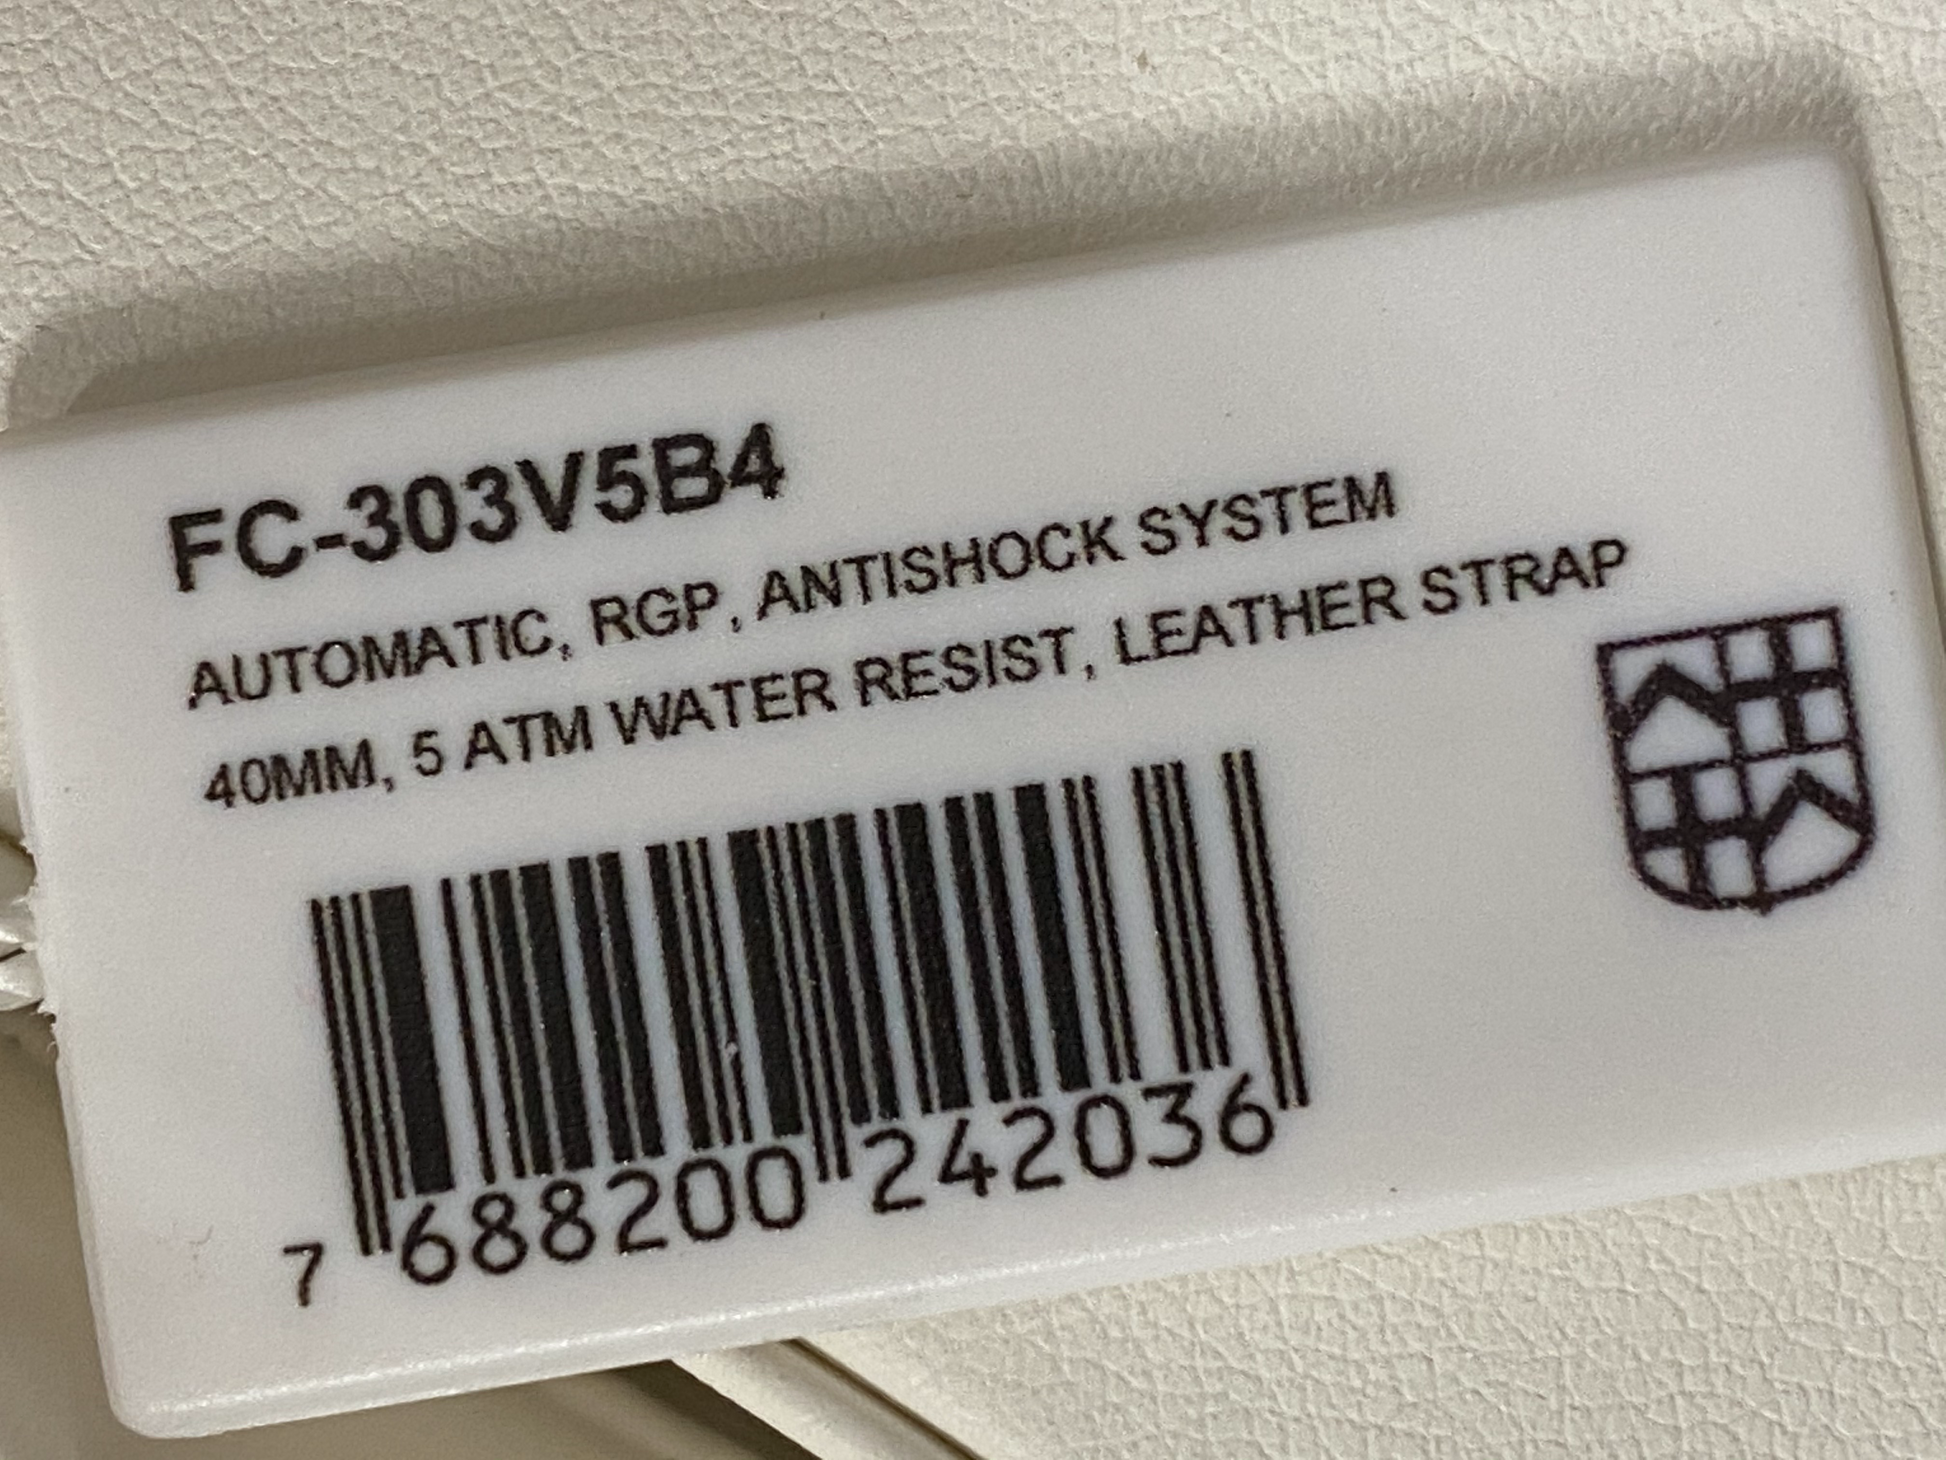 FC-303V5B4
AUTOMATIC, RGP, ANTISHOCK SYSTEM
40MM, 5 ATM WATER RESIST, LEATHER STRAP
7 688200 242036